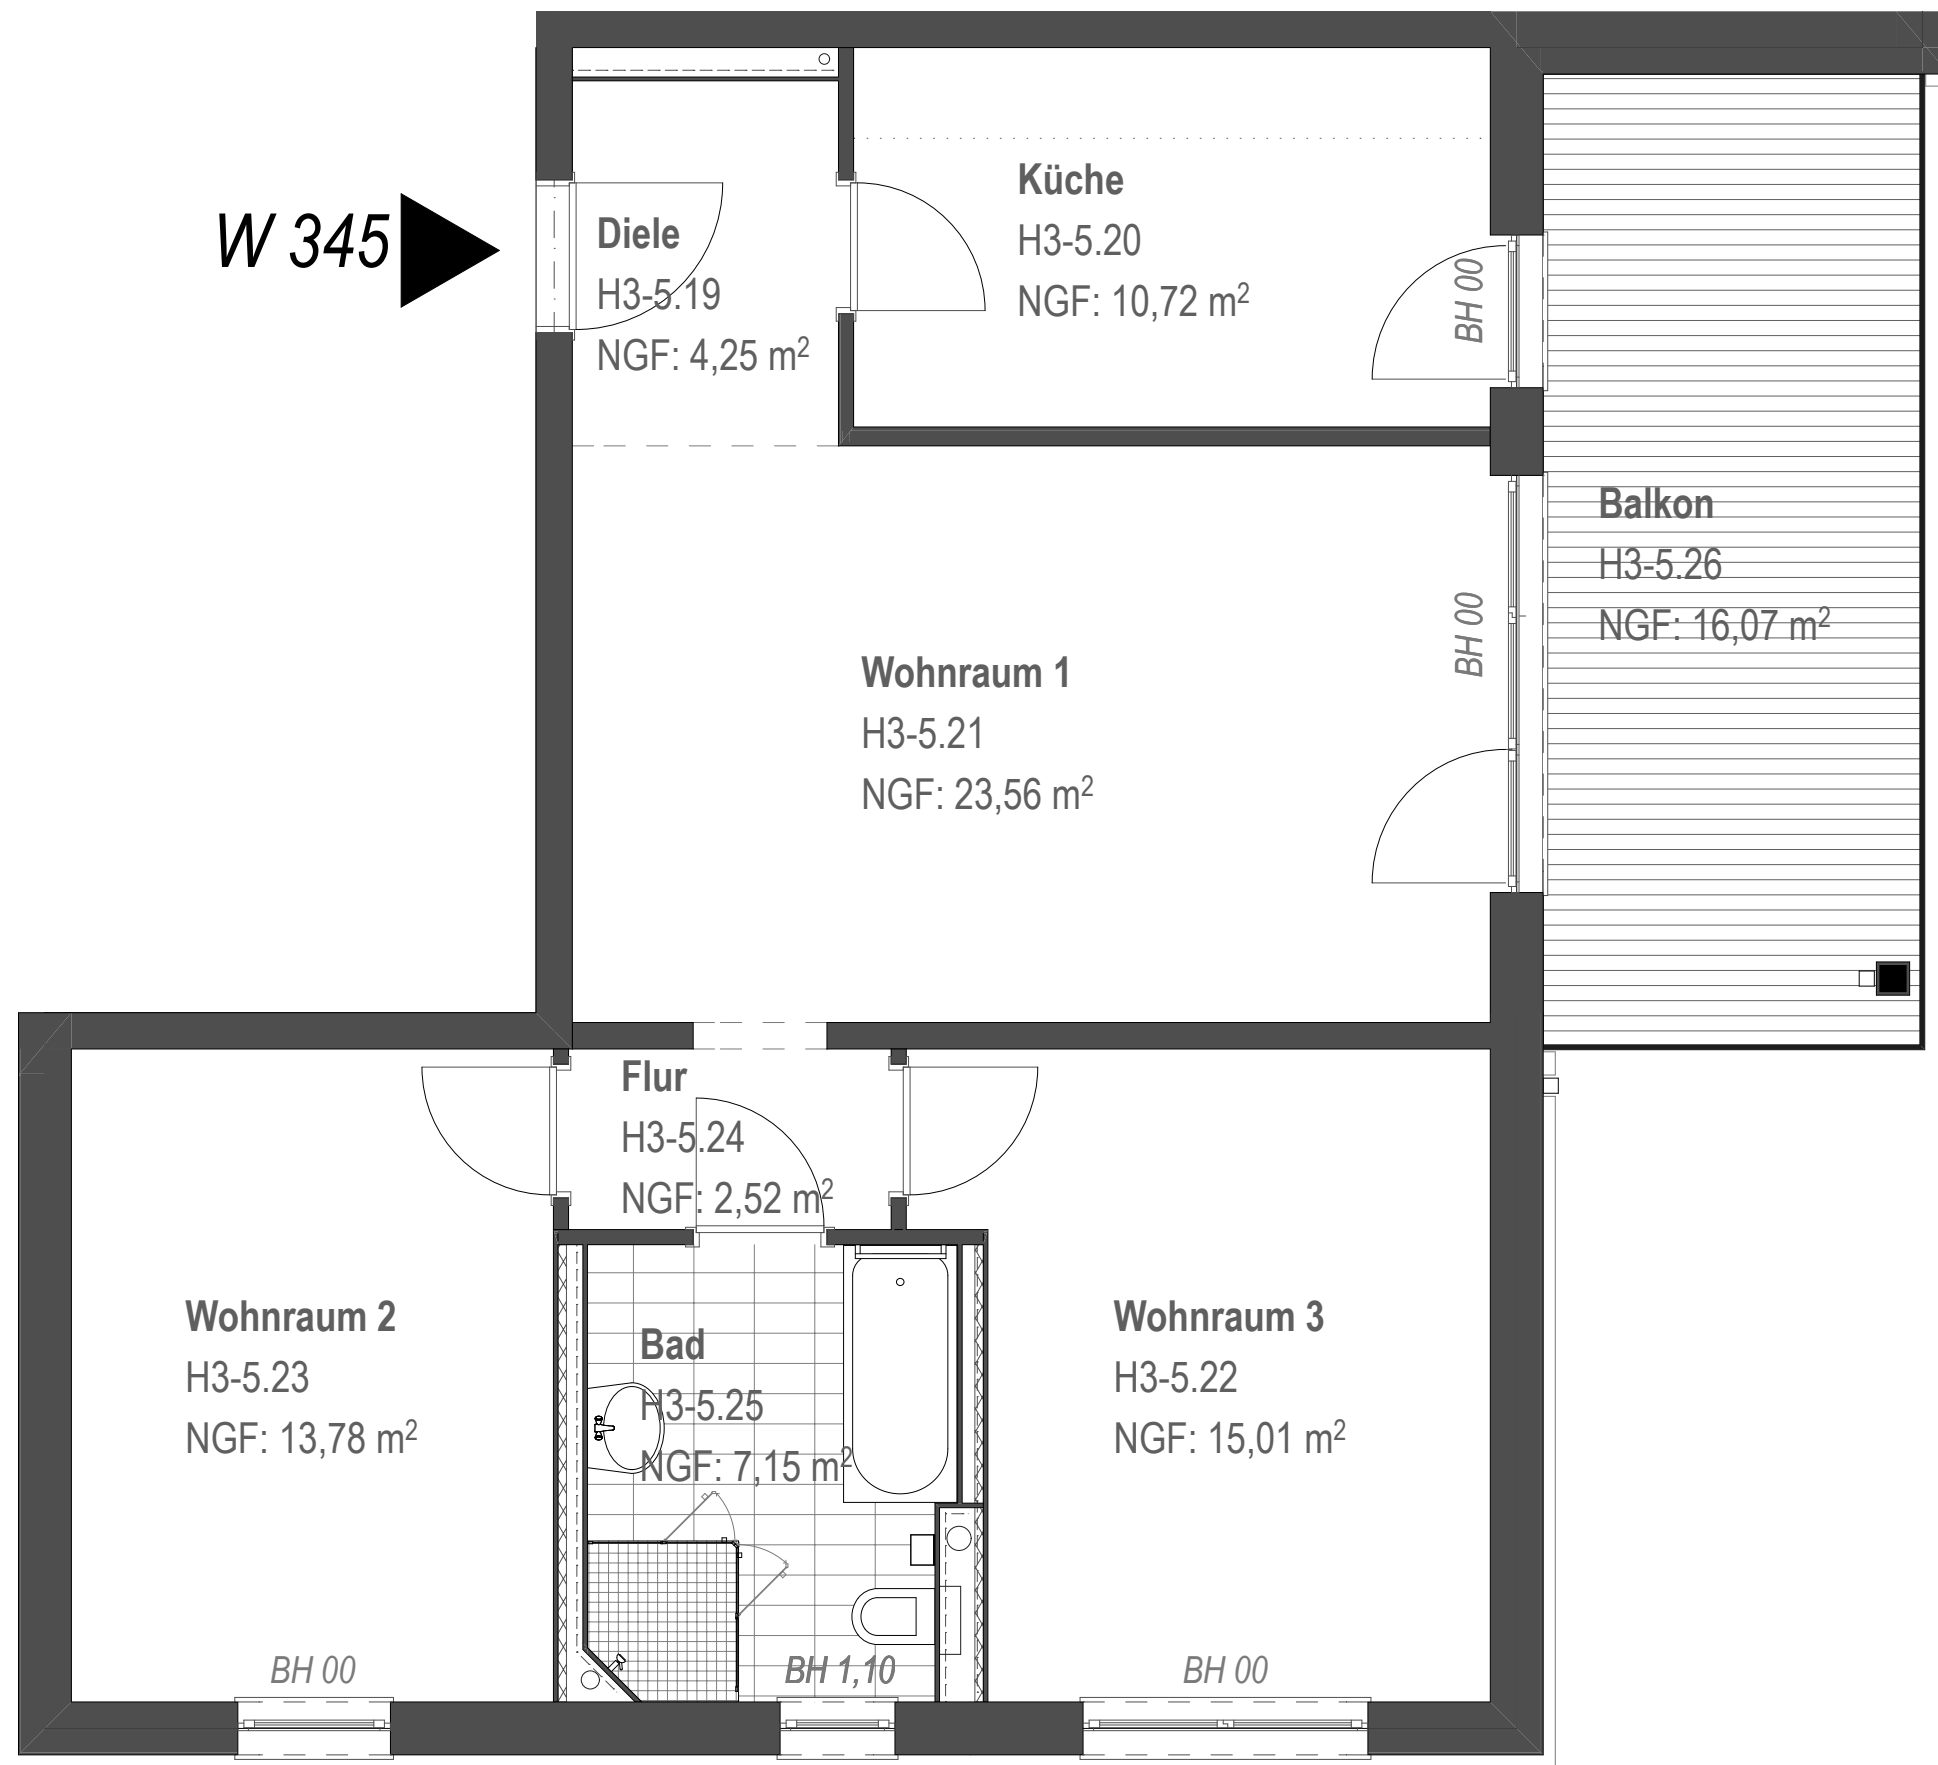 W 345
Diele
H3-5.19
NGF: 4,25 m²
Küche
H3-5.20
NGF: 10,72 m²
BH 00
Balkon
H3-5.26
NGF: 16,07 m²
BH 00
Wohnraum 1
H3-5.21
NGF: 23,56 m²
Flur
H3-5.24
NGF: 2,52 m²
Wohnraum 2
H3-5.23
NGF: 13,78 m²
Bad
H3-5.25
NGF: 7,15 m²
Wohnraum 3
H3-5.22
NGF: 15,01 m²
BH 00
BH 1,10
BH 00